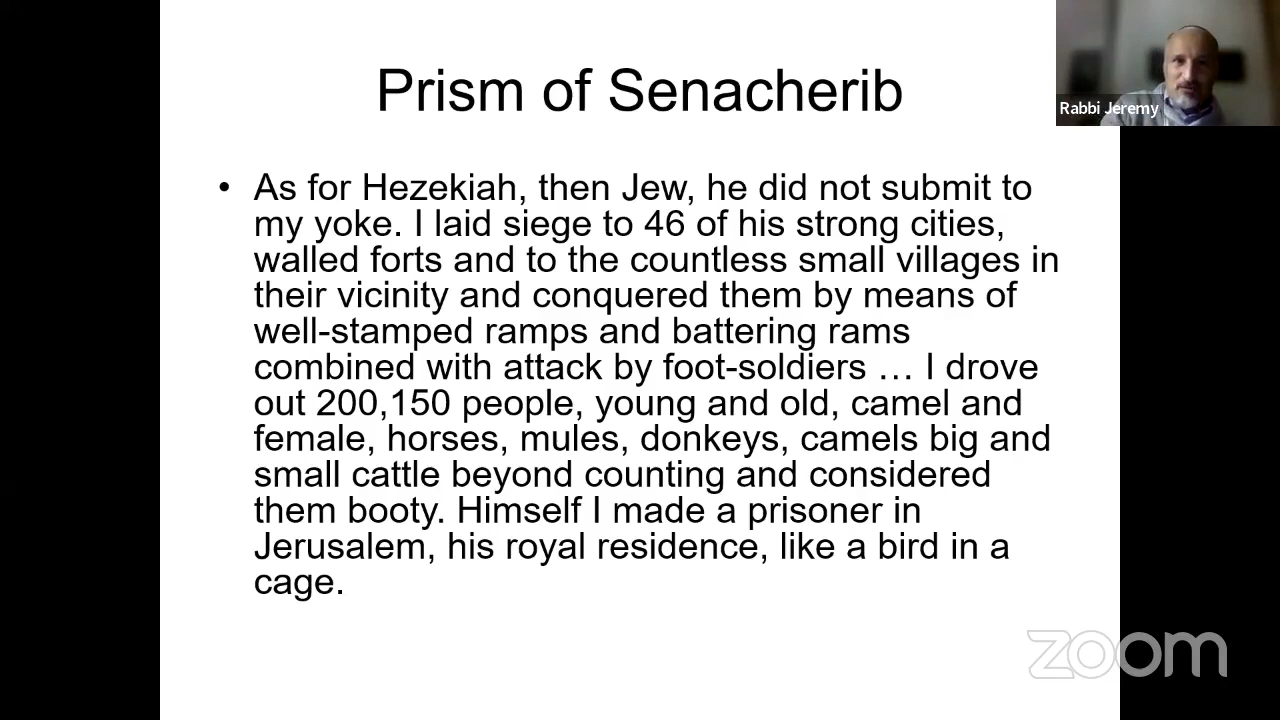 Prism of Senacherib
Rabbi Jeremy
• As for Hezekiah, then Jew, he did not submit to
my yoke. I laid siege to 46 of his strong cities,
walled forts and to the countless small villages in
their vicinity and conquered them by means of
well-stamped ramps and battering rams
combined with attack by foot-soldiers … I drove
out 200,150 people, young and old, camel and
female, horses, mules, donkeys, camels big and
small cattle beyond counting and considered
them booty. Himself I made a prisoner in
Jerusalem, his royal residence, like a bird in a
cage.
zoom